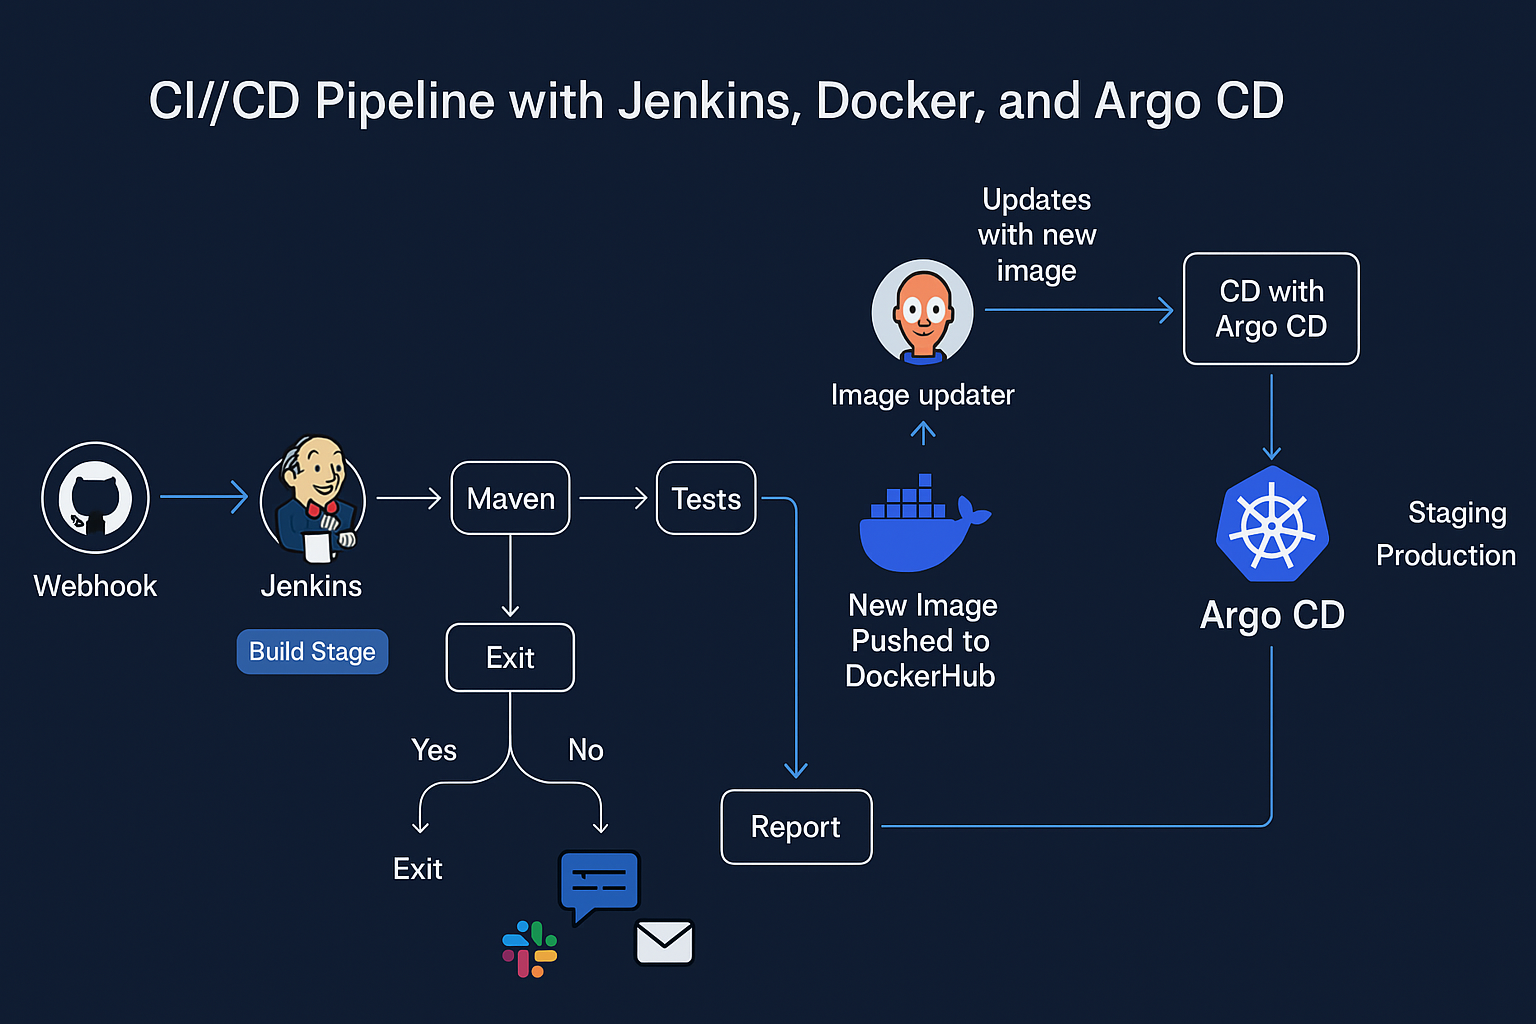 CI//CD Pipeline with Jenkins, Docker, and Argo CD
Updates
with new
image
CD with
Argo CD
Image updater
Webhook
Jenkins
Build Stage
Maven
Tests
Exit
Yes
No
Exit
New Image
Pushed to
DockerHub
Report
Argo CD
Staging
Production